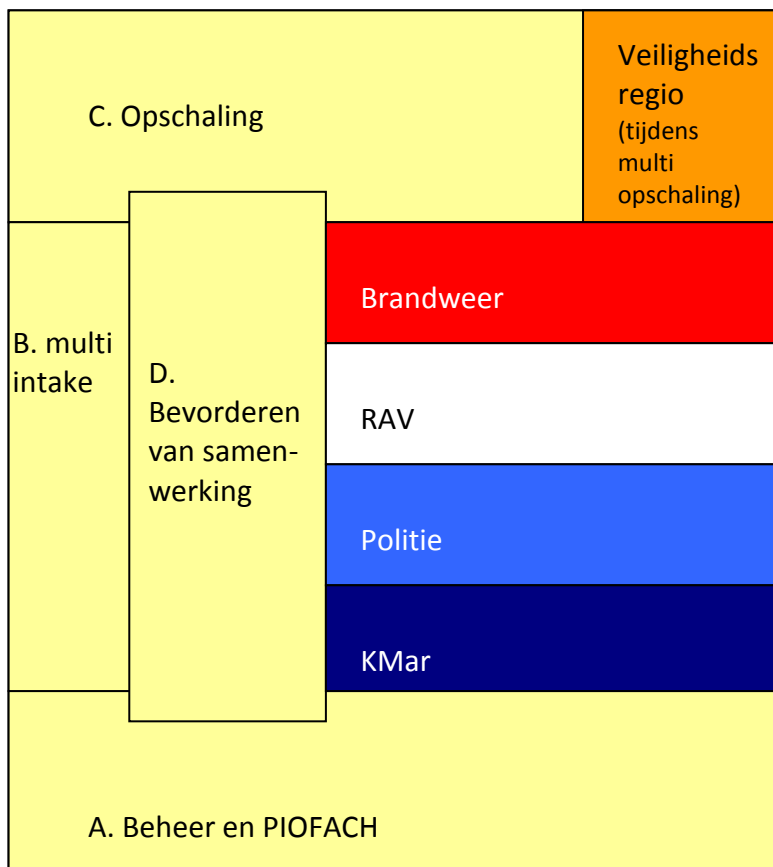 C. Opschaling
Veiligheids
regio
(tijdens
multi
opschaling)
B. multi
intake
D.
Bevorderen
van samen-
werking
Brandweer
RAV
Politie
KMar
A. Beheer en PIOFACH